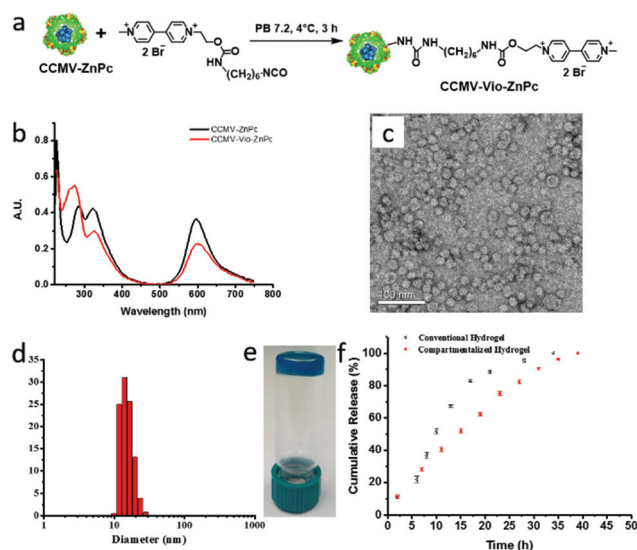 a
CCMV-ZnPc
+
2 Br⁻
HN-(CH₂)₆-NCO
PB 7.2, 4°C, 3 h
CCMV-Vio-ZnPc
2 Br⁻
b
CCMV-ZnPc
CCMV-Vio-ZnPc
A.U.
0.8
0.6
0.4
0.2
0.0
300 400 500 600 700 800
Wavelength (nm)
c
100 nm
d
35
30
25
20
15
10
5
0
1 10 100 1000
Diameter (nm)
e
f
Conventional Hydrogel
Compartmentalized Hydrogel
Cumulative Release (%)
100
80
60
40
20
0
0 5 10 15 20 25 30 35 40 45 50
Time (h)